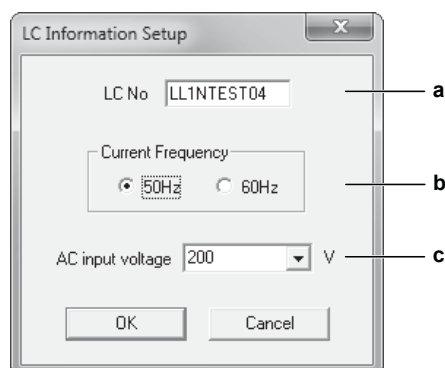 LC Information Setup
LC No LL1NTEST04 a
Current Frequency
50Hz 60Hz b
AC input voltage 200 V c
OK Cancel